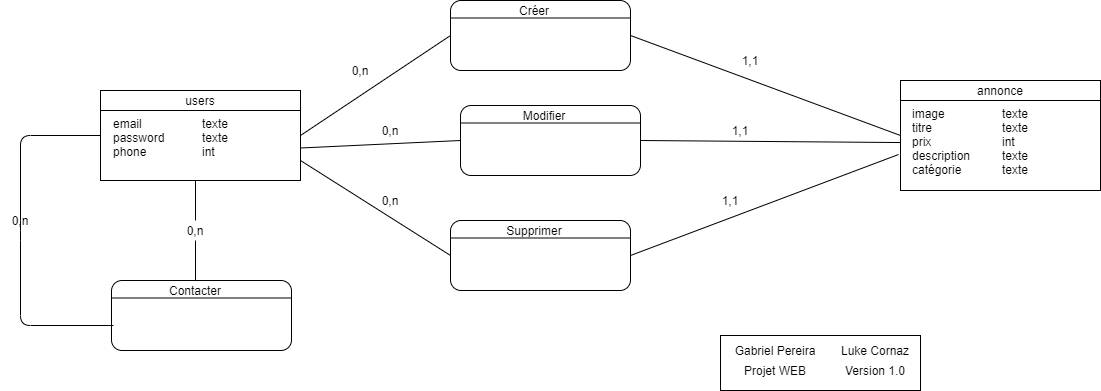 Créer
0,n
1,1
users
email texte
password texte
phone int
Modifier
0,n
1,1
annonce
image texte
titre texte
prix int
description texte
catégorie texte
Supprimer
0,n
1,1
0,n
0,n
Contacter
Gabriel Pereira Luke Cornaz
Projet WEB Version 1.0